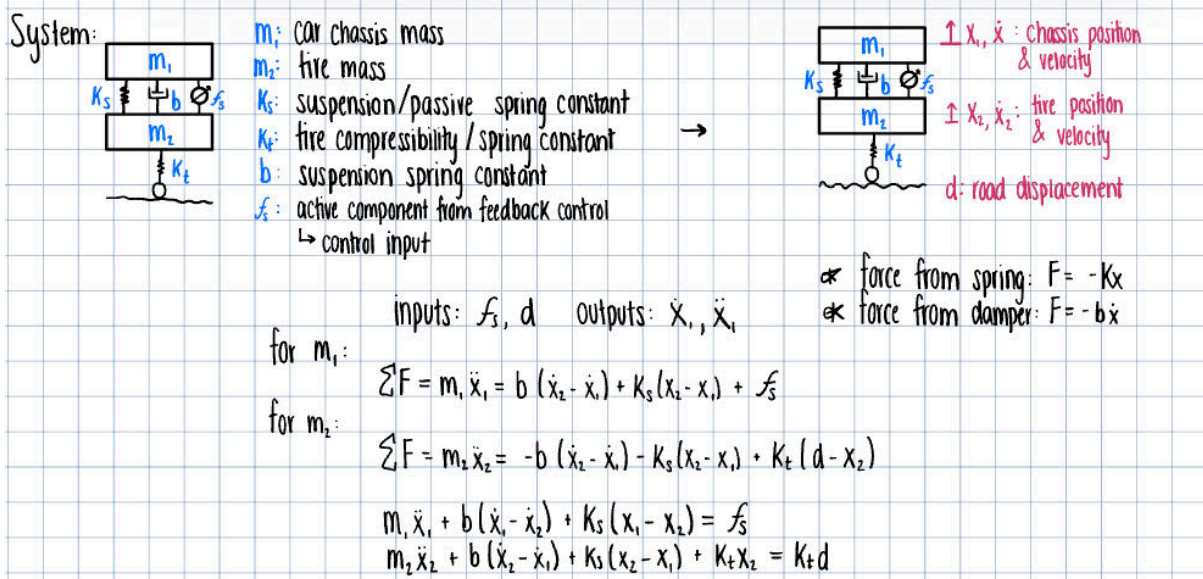 System:
m₁
Ks b fs
m₂
Kt
m₁: car chassis mass
m₂: tire mass
Ks: suspension/passive spring constant
Kt: tire compressibility/spring constant
b: suspension spring constant
fs: active component from feedback control
↳ control input
→
m₁
Ks b fs
m₂
Kt
↥ x₁, ẋ : chassis position
& velocity
↥ x₂, ẋ₂: tire position
& velocity
d: road displacement
* force from spring: F = -Kx
* force from damper: F = -bẋ
inputs: fs, d outputs: ẋ₁, ẍ₁
for m₁:
ΣF = m₁ẍ₁ = b(ẋ₂-ẋ₁) + Ks(x₂-x₁) + fs
for m₂:
ΣF = m₂ẍ₂ = -b(ẋ₂-ẋ₁) - Ks(x₂-x₁) + Kt(d-x₂)
m₁ẍ₁ + b(ẋ₁-ẋ₂) + Ks(x₁-x₂) = fs
m₂ẍ₂ + b(ẋ₂-ẋ₁) + Ks(x₂-x₁) + Ktx₂ = Ktd